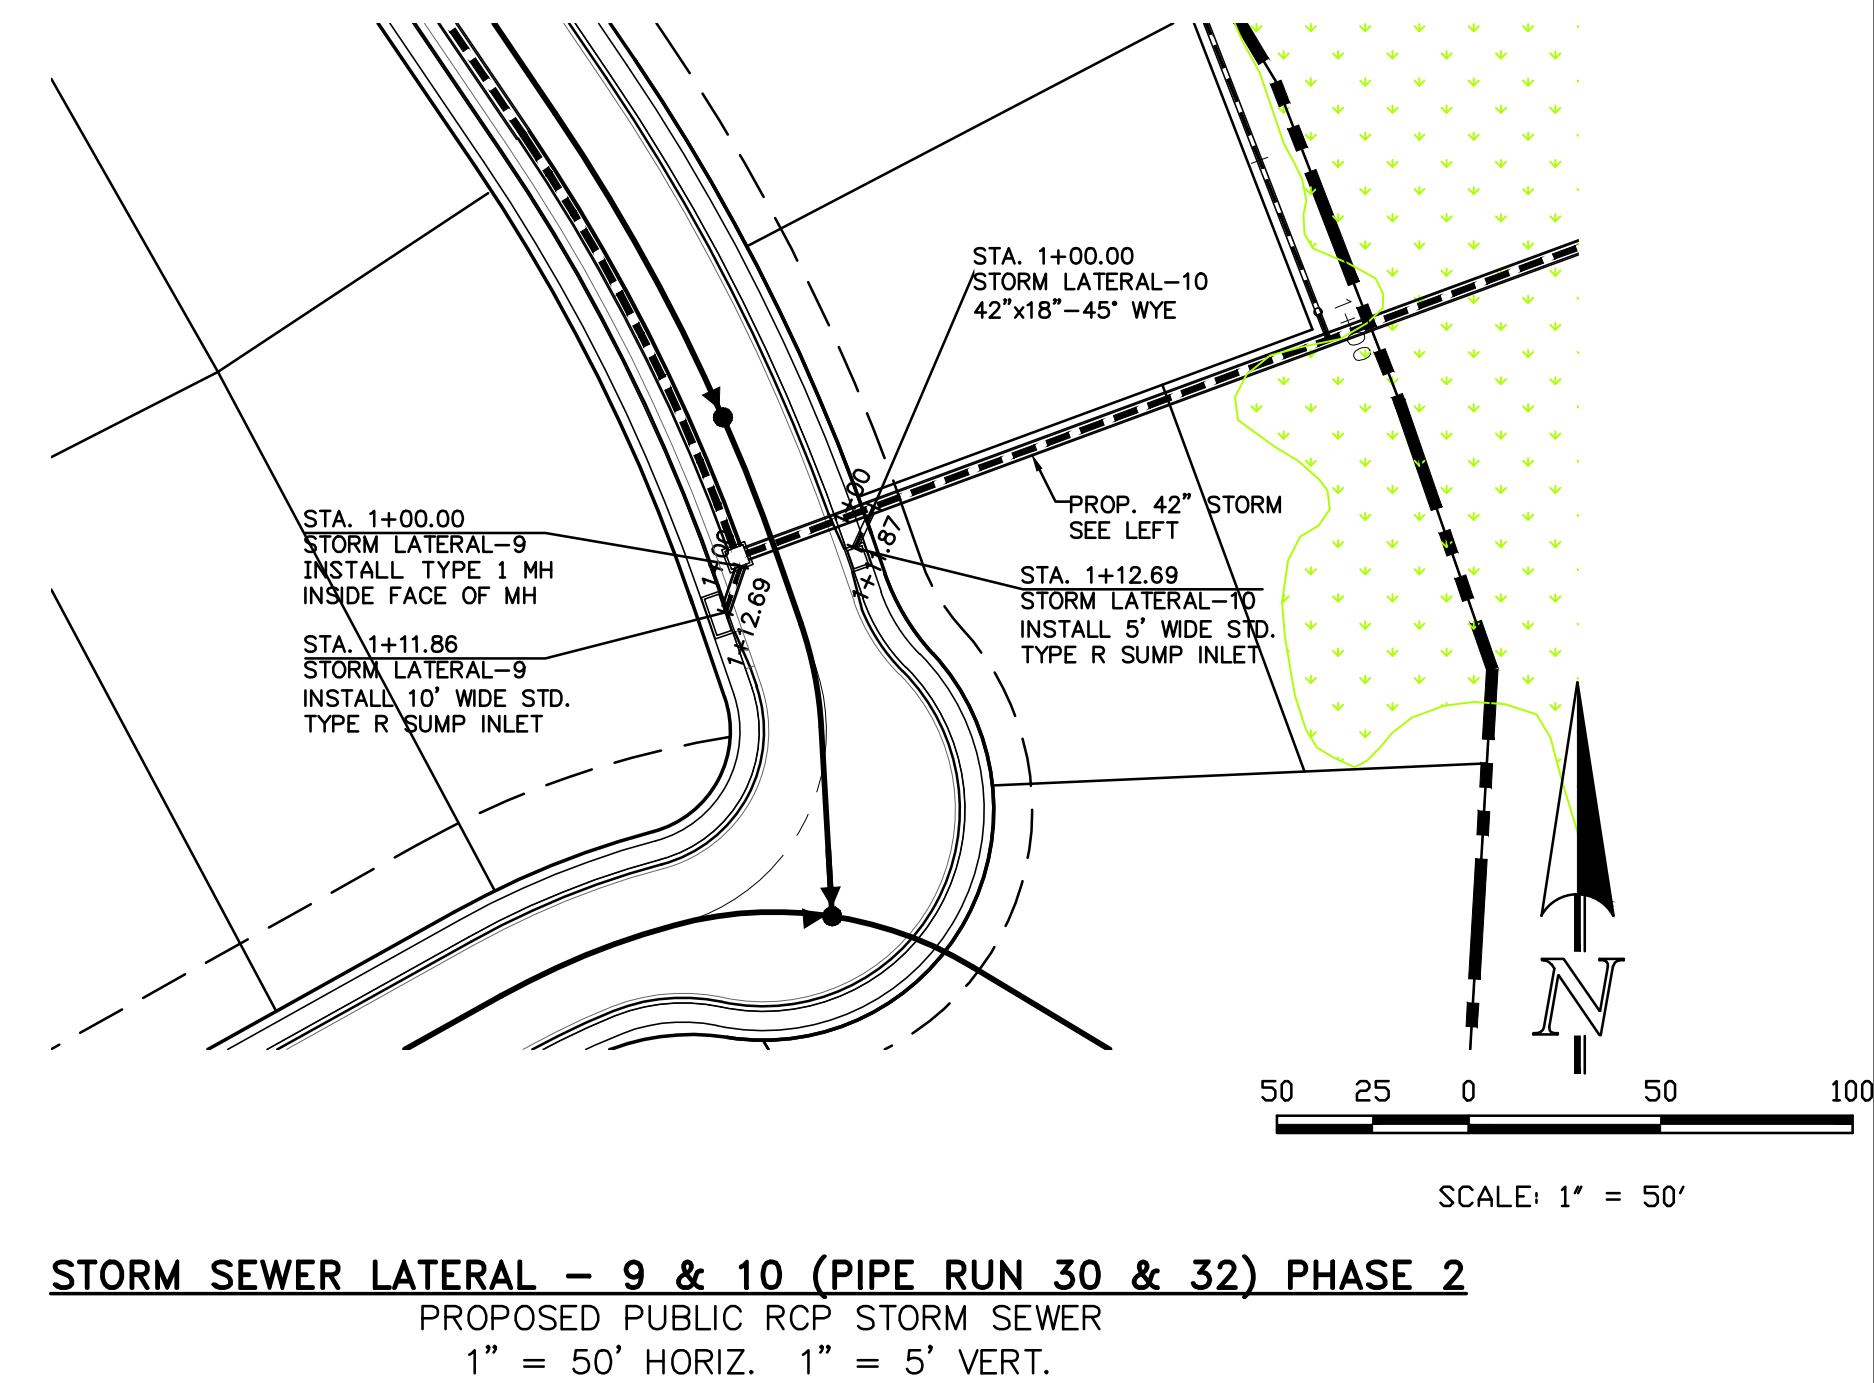 STA. 1+00.00
STORM LATERAL-10
42"x18"-45° WYE
1+00
1+00
PROP. 42" STORM
SEE LEFT
STA. 1+00.00
STORM LATERAL-9
INSTALL TYPE 1 MH
INSIDE FACE OF MH
1+00
1+12.69
STA. 1+12.69
STORM LATERAL-10
INSTALL 5' WIDE STD.
TYPE R SUMP INLET
STA. 1+11.86
STORM LATERAL-9
INSTALL 10' WIDE STD.
TYPE R SUMP INLET
N
50 25 0 50 100
SCALE: 1" = 50'
STORM SEWER LATERAL - 9 & 10 (PIPE RUN 30 & 32) PHASE 2
PROPOSED PUBLIC RCP STORM SEWER
1" = 50' HORIZ. 1" = 5' VERT.